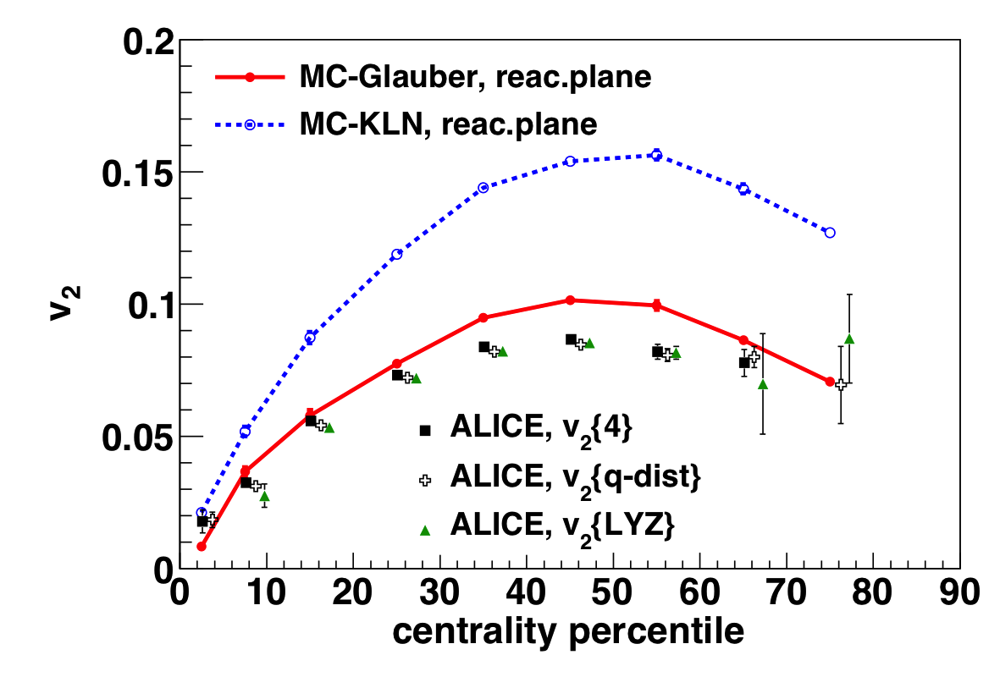 0.2
MC-Glauber, reac.plane
MC-KLN, reac.plane
0.15
v2
0.1
0.05
ALICE, v2{4}
ALICE, v2{q-dist}
ALICE, v2{LYZ}
0
0 10 20 30 40 50 60 70 80 90
centrality percentile